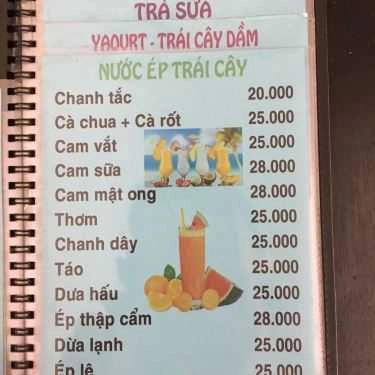 TRÀ SỮA
YAOURT - TRÁI CÂY DẦM
NƯỚC ÉP TRÁI CÂY
Chanh tắc 20.000
Cà chua + Cà rốt 25.000
Cam vắt 25.000
Cam sữa 28.000
Cam mật ong 28.000
Thơm 25.000
Chanh dây 25.000
Táo 25.000
Dưa hấu 25.000
Ép thập cẩm 28.000
Dừa lạnh 25.000
Ép lê 25.000